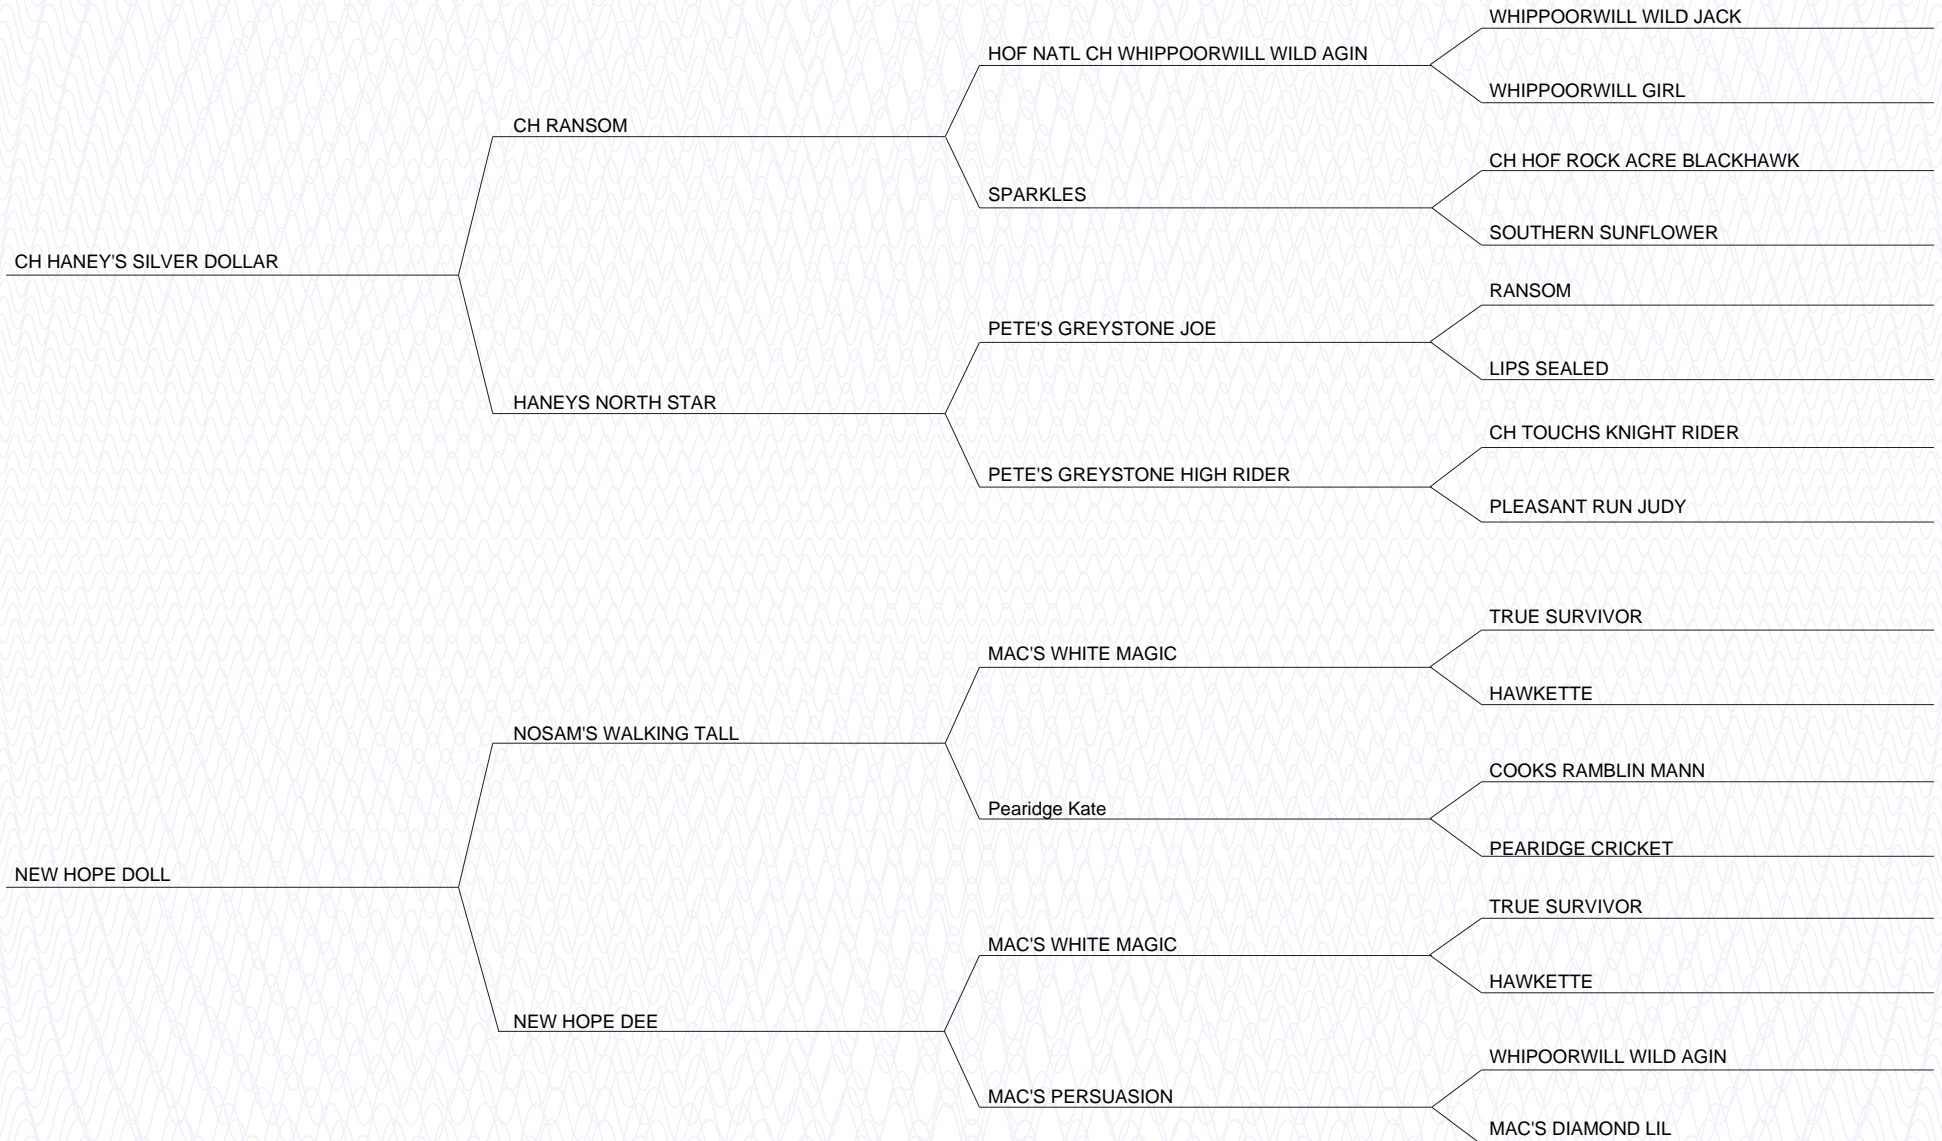 WHIPPOORWILL WILD JACK
HOF NATL CH WHIPPOORWILL WILD AGIN
WHIPPOORWILL GIRL
CH RANSOM
CH HOF ROCK ACRE BLACKHAWK
SPARKLES
SOUTHERN SUNFLOWER
CH HANEY'S SILVER DOLLAR
RANSOM
PETE'S GREYSTONE JOE
LIPS SEALED
HANEYS NORTH STAR
CH TOUCHS KNIGHT RIDER
PETE'S GREYSTONE HIGH RIDER
PLEASANT RUN JUDY
TRUE SURVIVOR
MAC'S WHITE MAGIC
HAWKETTE
NOSAM'S WALKING TALL
COOKS RAMBLIN MANN
Pearidge Kate
PEARIDGE CRICKET
NEW HOPE DOLL
TRUE SURVIVOR
MAC'S WHITE MAGIC
HAWKETTE
NEW HOPE DEE
WHIPOORWILL WILD AGIN
MAC'S PERSUASION
MAC'S DIAMOND LIL